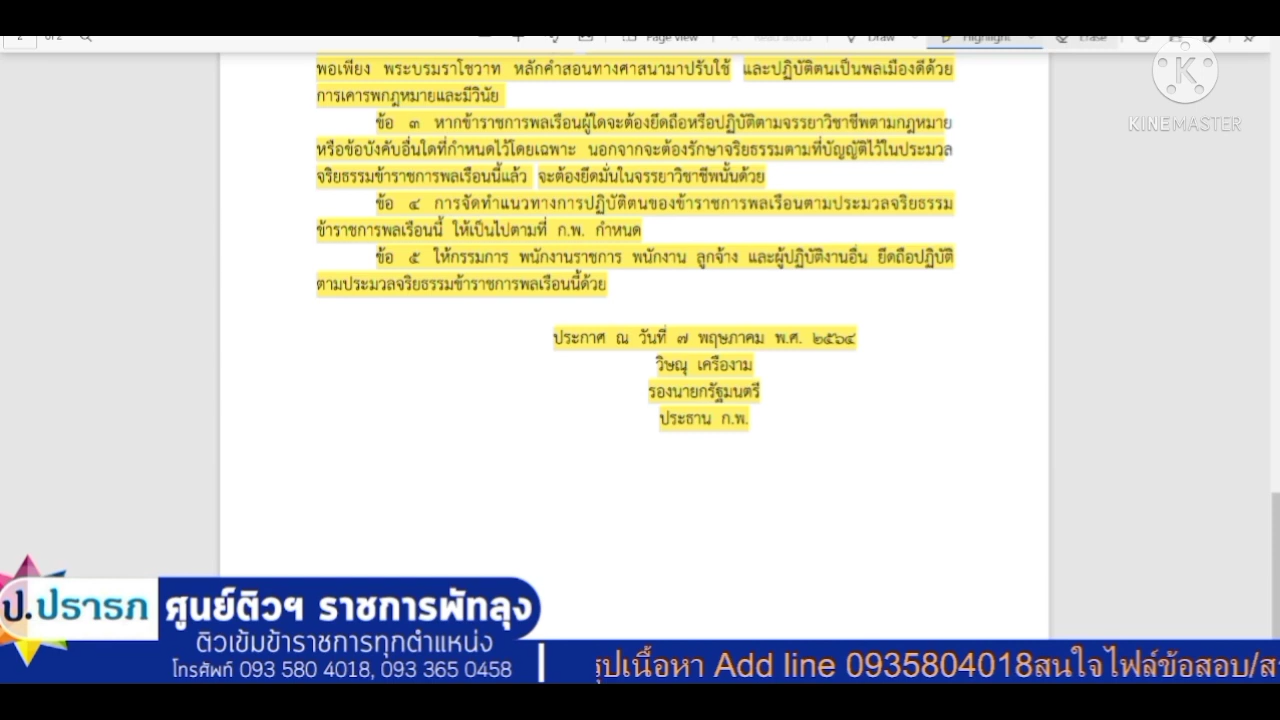 of 2
Page view
Draw
Highlight
Erase
KINEMASTER
พอเพียง พระบรมราโชวาท หลักคำสอนทางศาสนามาปรับใช้ และปฏิบัติตนเป็นพลเมืองดีด้วย
การเคารพกฎหมายและมีวินัย
ข้อ ๓ หากข้าราชการพลเรือนผู้ใดจะต้องยึดถือหรือปฏิบัติตามจรรยาวิชาชีพตามกฎหมาย
หรือข้อบังคับอื่นใดที่กำหนดไว้โดยเฉพาะ นอกจากจะต้องรักษาจริยธรรมตามที่บัญญัติไว้ในประมวล
จริยธรรมข้าราชการพลเรือนนี้แล้ว จะต้องยึดมั่นในจรรยาวิชาชีพนั้นด้วย
ข้อ ๔ การจัดทำแนวทางการปฏิบัติตนของข้าราชการพลเรือนตามประมวลจริยธรรม
ข้าราชการพลเรือนนี้ ให้เป็นไปตามที่ ก.พ. กำหนด
ข้อ ๕ ให้กรรมการ พนักงานราชการ พนักงาน ลูกจ้าง และผู้ปฏิบัติงานอื่น ยึดถือปฏิบัติ
ตามประมวลจริยธรรมข้าราชการพลเรือนนี้ด้วย
ประกาศ ณ วันที่ ๗ พฤษภาคม พ.ศ. ๒๕๖๔
วิษณุ เครืองาม
รองนายกรัฐมนตรี
ประธาน ก.พ.
ป.ปรารภ
ศูนย์ติวฯ ราชการพัทลุง
ติวเข้มข้าราชการทุกตำแหน่ง
โทรศัพท์ 093 580 4018, 093 365 0458
รุปเนื้อหา Add line 0935804018สนใจไฟล์ข้อสอบ/ส